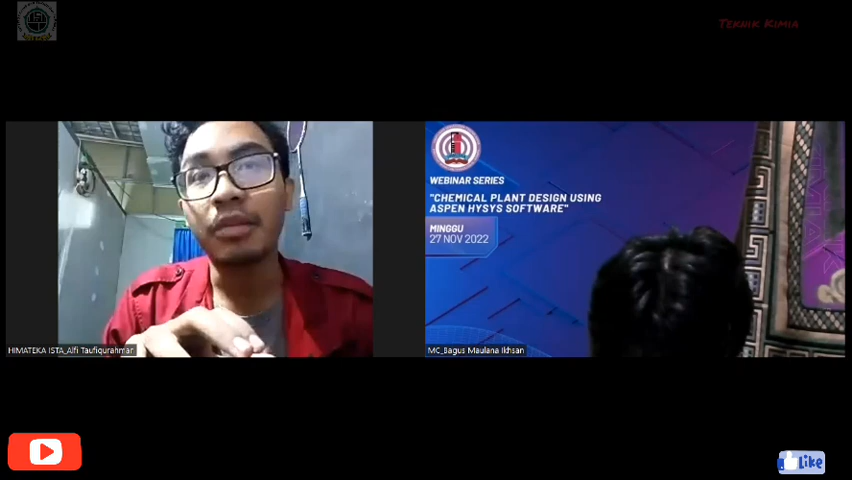 TEKNIK KIMIA
WEBINAR SERIES
"CHEMICAL PLANT DESIGN USING
ASPEN HYSYS SOFTWARE"
MINGGU
27 NOV 2022
HIMATEKA ISTA_Alfi Taufiqurahman
MC_Bagus Maulana Ikhsan
Like